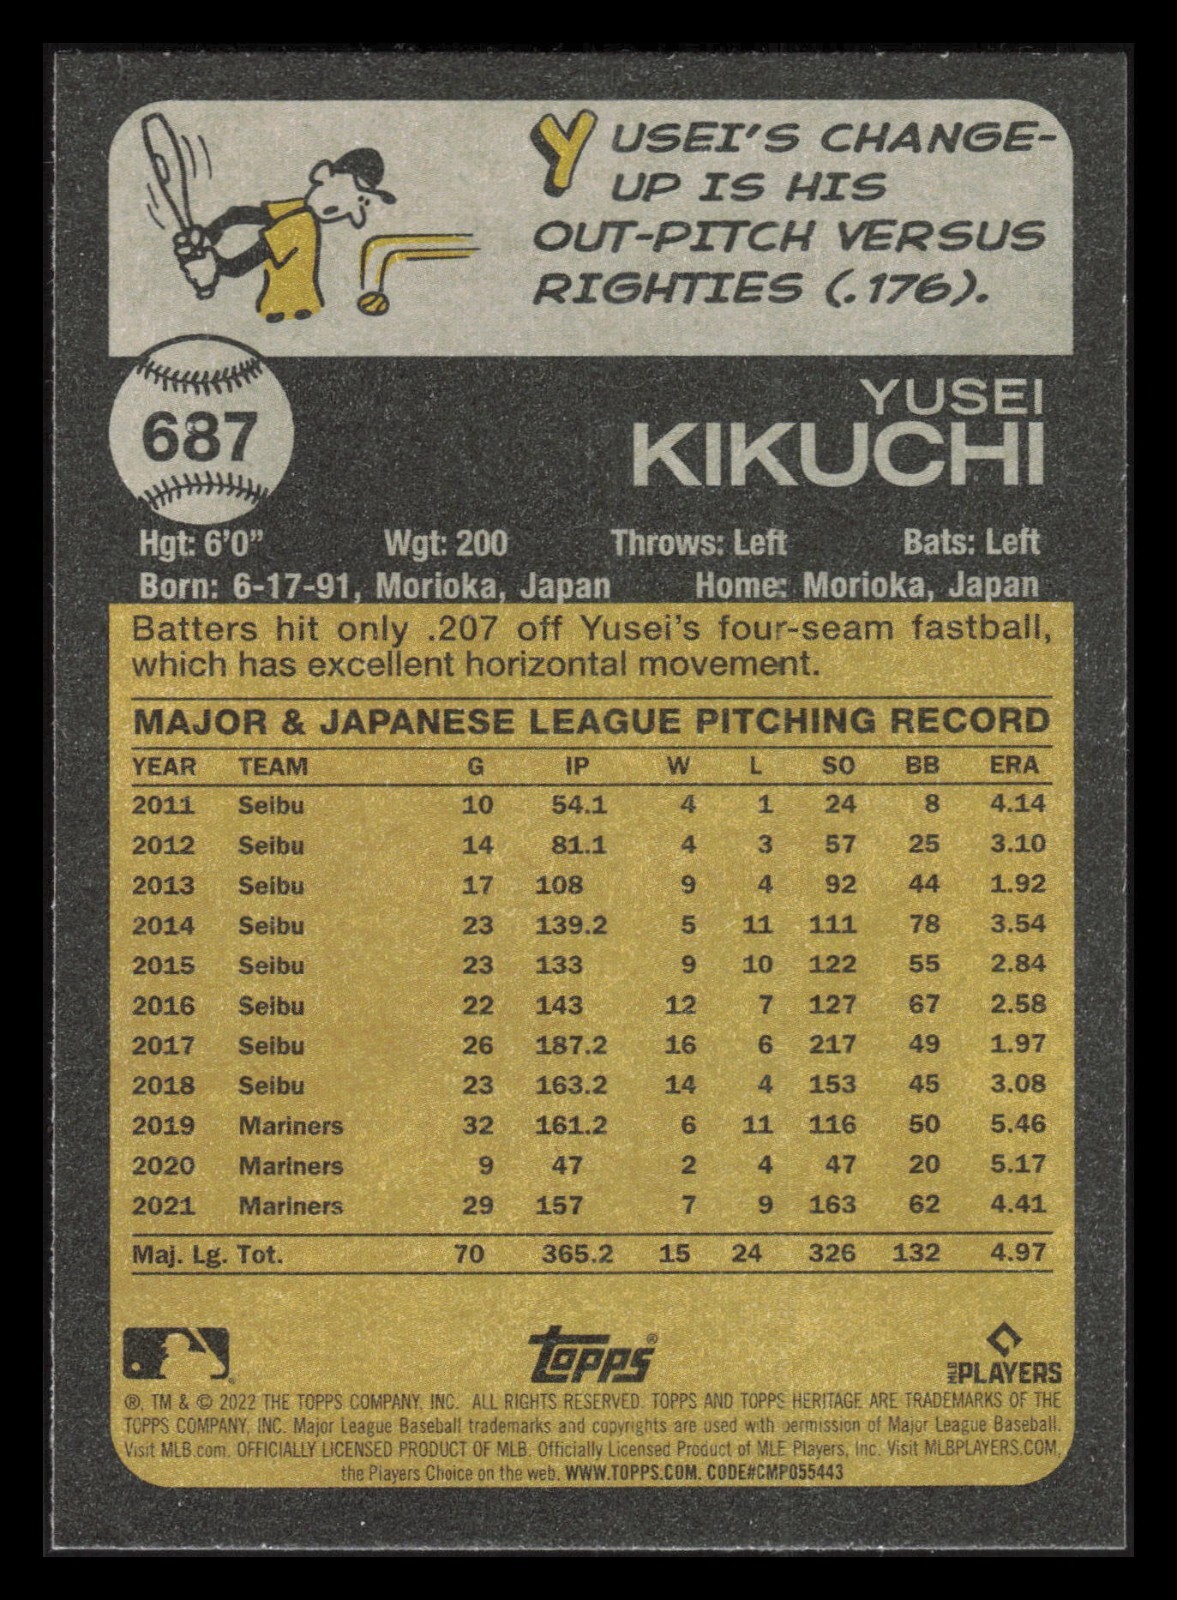 YUSEI'S CHANGE-
UP IS HIS
OUT-PITCH VERSUS
RIGHTIES (.176).
687
YUSEI
KIKUCHI
Hgt: 6'0" Wgt: 200 Throws: Left Bats: Left
Born: 6-17-91, Morioka, Japan Home: Morioka, Japan
Batters hit only .207 off Yusei's four-seam fastball,
which has excellent horizontal movement.
MAJOR & JAPANESE LEAGUE PITCHING RECORD
YEAR TEAM G IP W L SO BB ERA
2011 Seibu 10 54.1 4 1 24 8 4.14
2012 Seibu 14 81.1 4 3 57 25 3.10
2013 Seibu 17 108 9 4 92 44 1.92
2014 Seibu 23 139.2 5 11 111 78 3.54
2015 Seibu 23 133 9 10 122 55 2.84
2016 Seibu 22 143 12 7 127 67 2.58
2017 Seibu 26 187.2 16 6 217 49 1.97
2018 Seibu 23 163.2 14 4 153 45 3.08
2019 Mariners 32 161.2 6 11 116 50 5.46
2020 Mariners 9 47 2 4 47 20 5.17
2021 Mariners 29 157 7 9 163 62 4.41
Maj. Lg. Tot. 70 365.2 15 24 326 132 4.97
topps® MLB PLAYERS
®, TM & © 2022 THE TOPPS COMPANY, INC. ALL RIGHTS RESERVED. TOPPS AND TOPPS HERITAGE ARE TRADEMARKS OF THE
TOPPS COMPANY, INC. Major League Baseball trademarks and copyrights are used with permission of Major League Baseball.
Visit MLB.com. OFFICIALLY LICENSED PRODUCT OF MLB. Officially Licensed Product of MLB Players, Inc. Visit MLBPLAYERS.COM,
the Players Choice on the web. WWW.TOPPS.COM. CODE#CMP055443